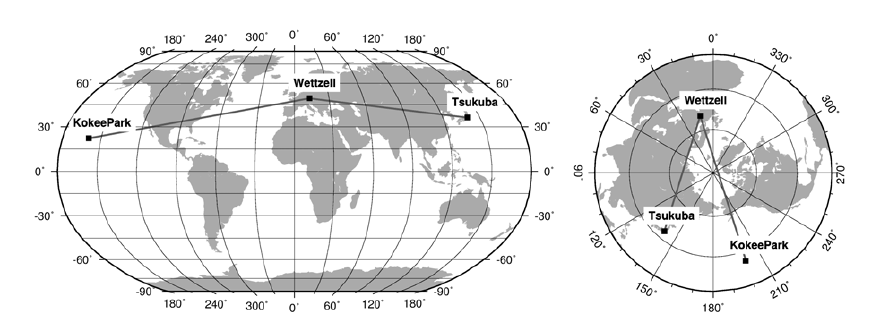 180° 240° 300° 0° 60° 120° 180°
90° 90°
60° 60°
Wettzell
Tsukuba
KokeePark
30° 30°
0° 0°
-30° -30°
-60° -60°
-90° -90°
180° 240° 300° 0° 60° 120° 180°
0°
30° 330°
60° 300°
Wettzell
90° 270°
Tsukuba
KokeePark
120° 240°
150° 210°
180°